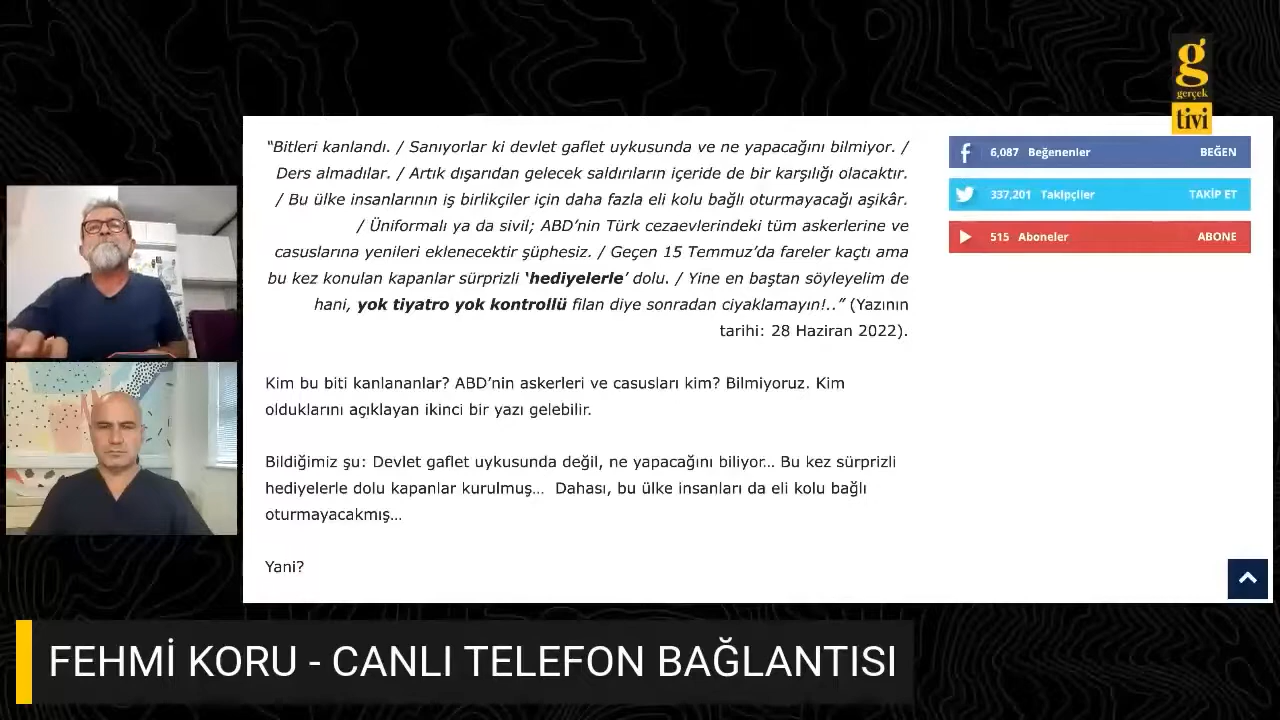 g
gerçek
tivi
“Bitleri kanlandı. / Sanıyorlar ki devlet gaflet uykusunda ve ne yapacağını bilmiyor. /
Ders almadılar. / Artık dışarıdan gelecek saldırıların içeride de bir karşılığı olacaktır.
/ Bu ülke insanlarının iş birlikçiler için daha fazla eli kolu bağlı oturmayacağı aşikâr.
/ Üniformalı ya da sivil; ABD’nin Türk cezaevlerindeki tüm askerlerine ve
casuslarına yenileri eklenecektir şüphesiz. / Geçen 15 Temmuz’da fareler kaçtı ama
bu kez konulan kapanlar sürprizli ‘hediyelerle’ dolu. / Yine en baştan söyleyelim de
hani, yok tiyatro yok kontrollü filan diye sonradan ciyaklamayın!..” (Yazının
tarihi: 28 Haziran 2022).
Kim bu biti kanlananlar? ABD’nin askerleri ve casusları kim? Bilmiyoruz. Kim
olduklarını açıklayan ikinci bir yazı gelebilir.
Bildiğimiz şu: Devlet gaflet uykusunda değil, ne yapacağını biliyor… Bu kez sürprizli
hediyelerle dolu kapanlar kurulmuş… Dahası, bu ülke insanları da eli kolu bağlı
oturmayacakmış…
Yani?
6,087 Beğenenler BEĞEN
337,201 Takipçiler TAKİP ET
515 Aboneler ABONE
FEHMİ KORU - CANLI TELEFON BAĞLANTISI